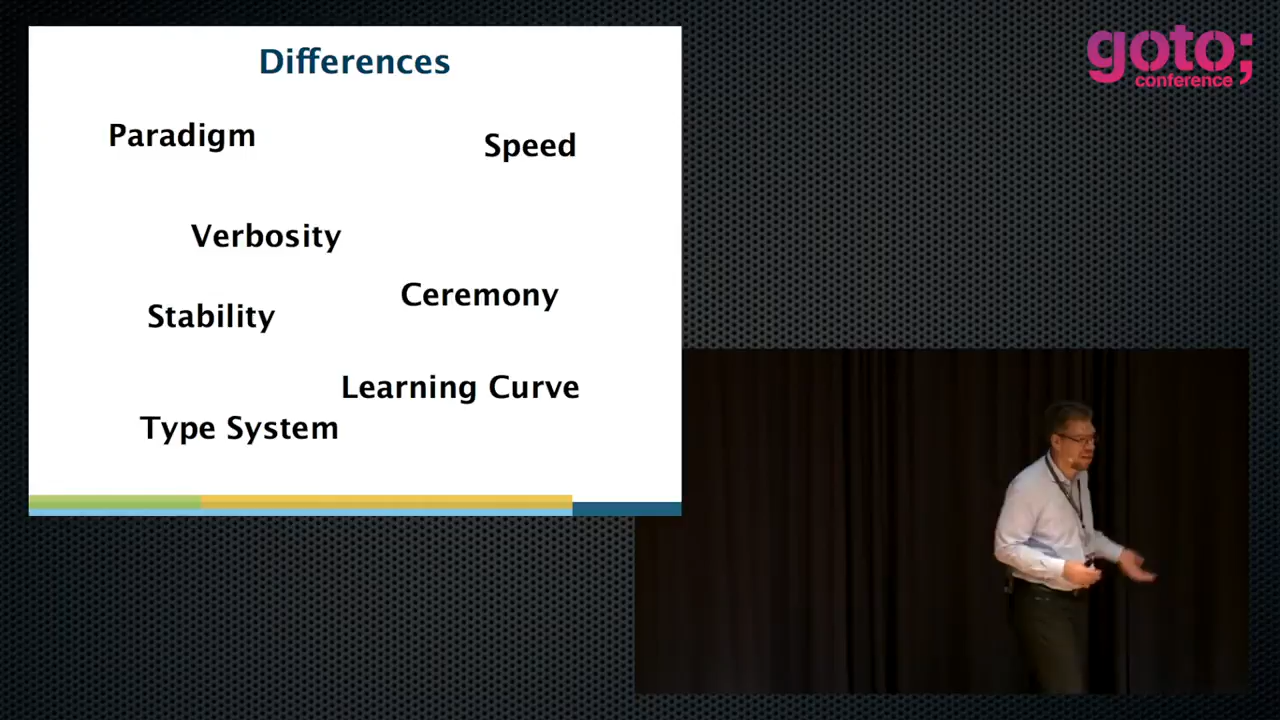 Differences
Paradigm
Speed
Verbosity
Ceremony
Stability
Learning Curve
Type System
goto;
conference